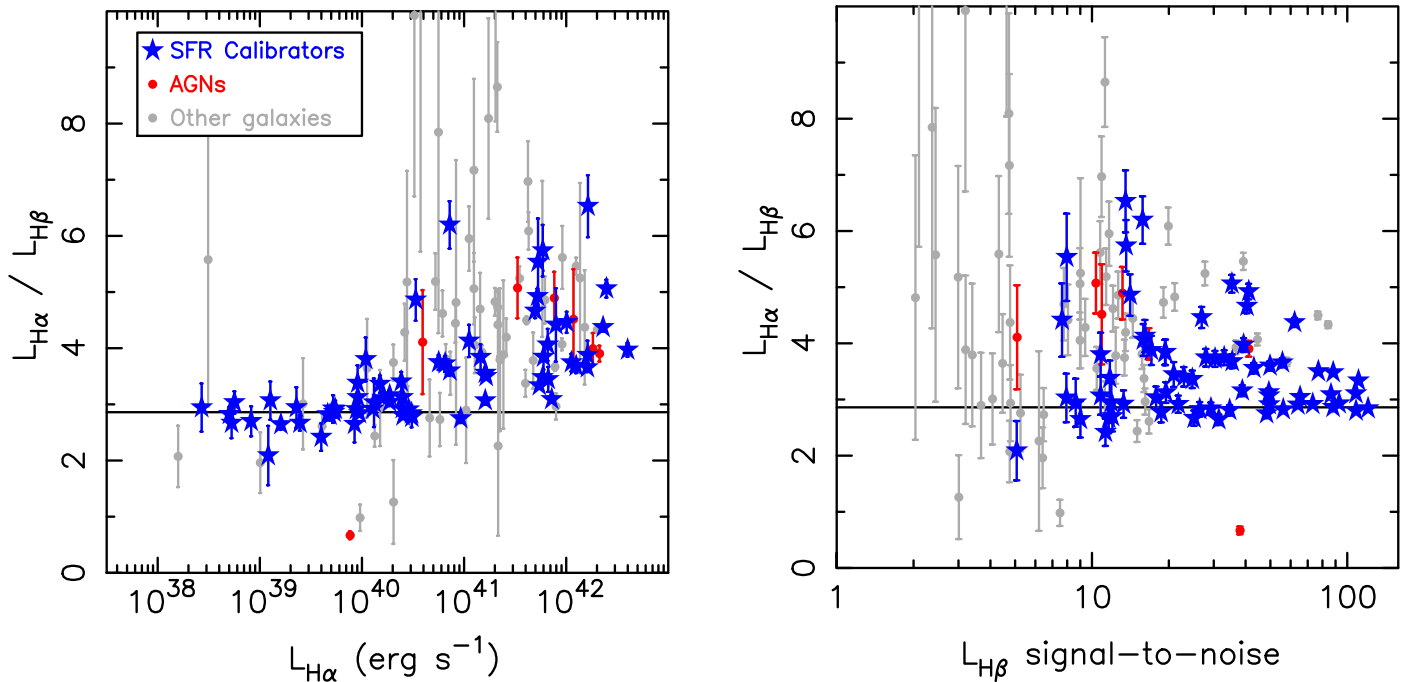 SFR Calibrators
AGNs
Other galaxies
8
6
4
2
0
L_Hα / L_Hβ
10^38 10^39 10^40 10^41 10^42
L_Hα (erg s^−1)
8
6
4
2
0
L_Hα / L_Hβ
1 10 100
L_Hβ signal−to−noise